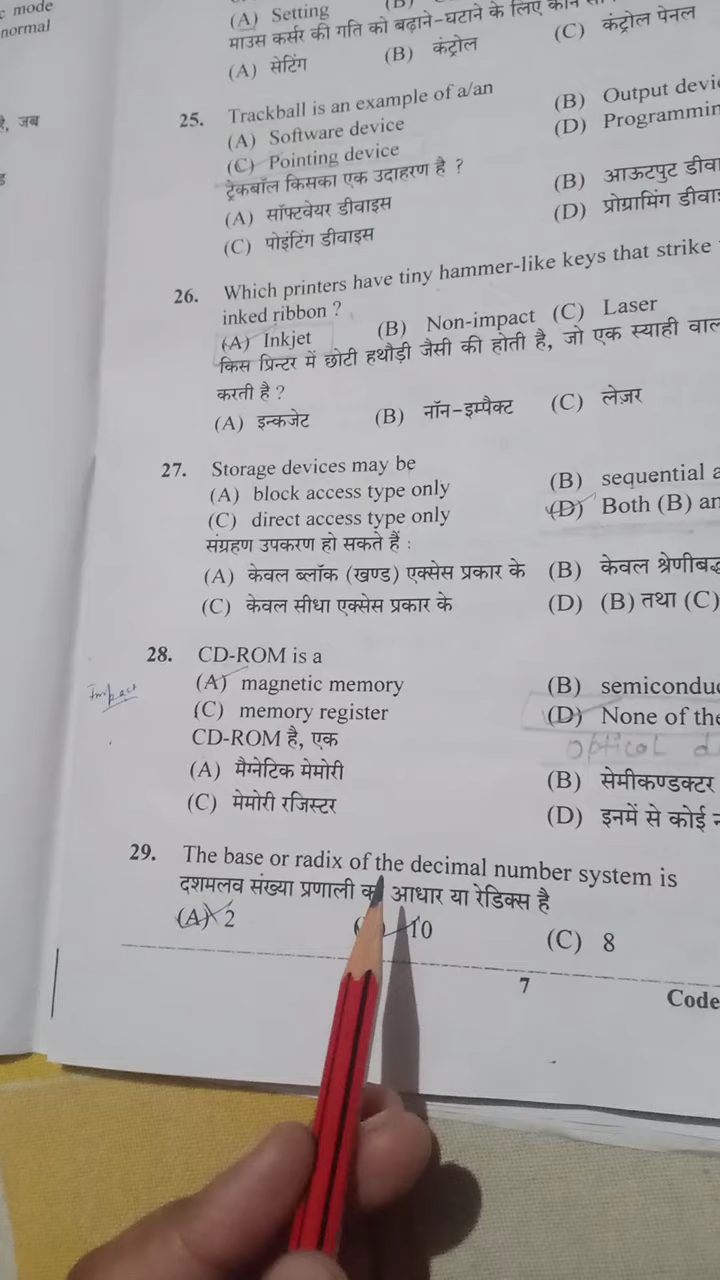 c mode
normal
है, जब
(A) Setting
माउस कर्सर की गति को बढ़ाने-घटाने के लिए कौन
(A) सेटिंग (B) कंट्रोल (C) कंट्रोल पेनल
25. Trackball is an example of a/an
(A) Software device (B) Output devi
(C) Pointing device (D) Programmin
ट्रेकबॉल किसका एक उदाहरण है ?
(A) सॉफ्टवेयर डीवाइस (B) आऊटपुट डीवा
(C) पोइंटिंग डीवाइस (D) प्रोग्रामिंग डीवा
26. Which printers have tiny hammer-like keys that strike
inked ribbon ?
(A) Inkjet (B) Non-impact (C) Laser
किस प्रिन्टर में छोटी हथौड़ी जैसी की होती है, जो एक स्याही वाल
करती है ?
(A) इन्कजेट (B) नॉन-इम्पैक्ट (C) लेज़र
27. Storage devices may be
(A) block access type only (B) sequential a
(C) direct access type only (D) Both (B) an
संग्रहण उपकरण हो सकते हैं :
(A) केवल ब्लॉक (खण्ड) एक्सेस प्रकार के (B) केवल श्रेणीबद्ध
(C) केवल सीधा एक्सेस प्रकार के (D) (B) तथा (C)
28. CD-ROM is a
Impact (A) magnetic memory (B) semicondu
(C) memory register (D) None of the
optical d
CD-ROM है, एक
(A) मैग्नेटिक मेमोरी (B) सेमीकण्डक्टर
(C) मेमोरी रजिस्टर (D) इनमें से कोई न
29. The base or radix of the decimal number system is
दशमलव संख्या प्रणाली का आधार या रेडिक्स है
(A) 2 10 (C) 8
7 Code